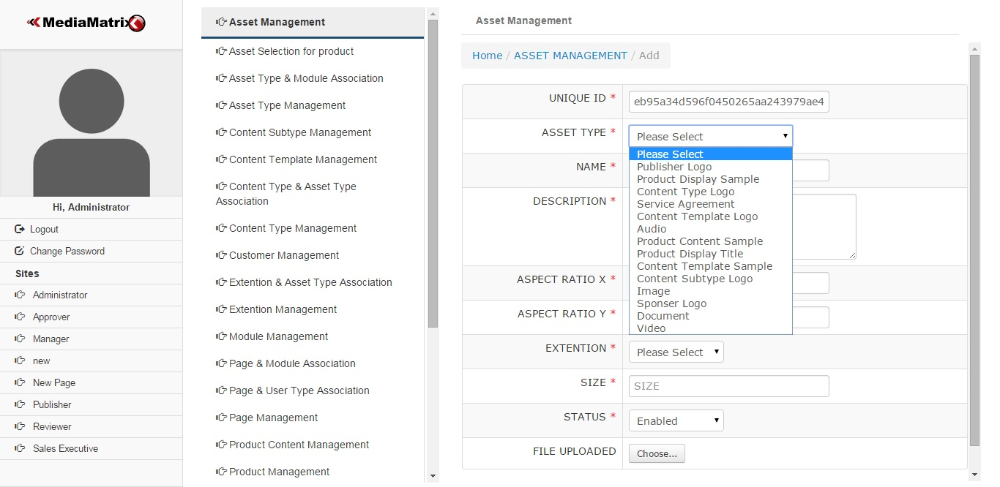 MediaMatrix
Hi, Administrator
Logout
Change Password
Sites
Administrator
Approver
Manager
new
New Page
Publisher
Reviewer
Sales Executive
Asset Management
Asset Selection for product
Asset Type & Module Association
Asset Type Management
Content Subtype Management
Content Template Management
Content Type & Asset Type
Association
Content Type Management
Customer Management
Extention & Asset Type Association
Extention Management
Module Management
Page & Module Association
Page & User Type Association
Page Management
Product Content Management
Product Management
Asset Management
Home / ASSET MANAGEMENT / Add
UNIQUE ID * eb95a34d596f0450265aa243979ae4
ASSET TYPE * Please Select
Please Select
Publisher Logo
Product Display Sample
Content Type Logo
Service Agreement
Content Template Logo
Audio
Product Content Sample
Product Display Title
Content Template Sample
Content Subtype Logo
Image
Sponser Logo
Document
Video
NAME *
DESCRIPTION *
ASPECT RATIO X *
ASPECT RATIO Y *
EXTENTION * Please Select
SIZE * SIZE
STATUS * Enabled
FILE UPLOADED Choose...